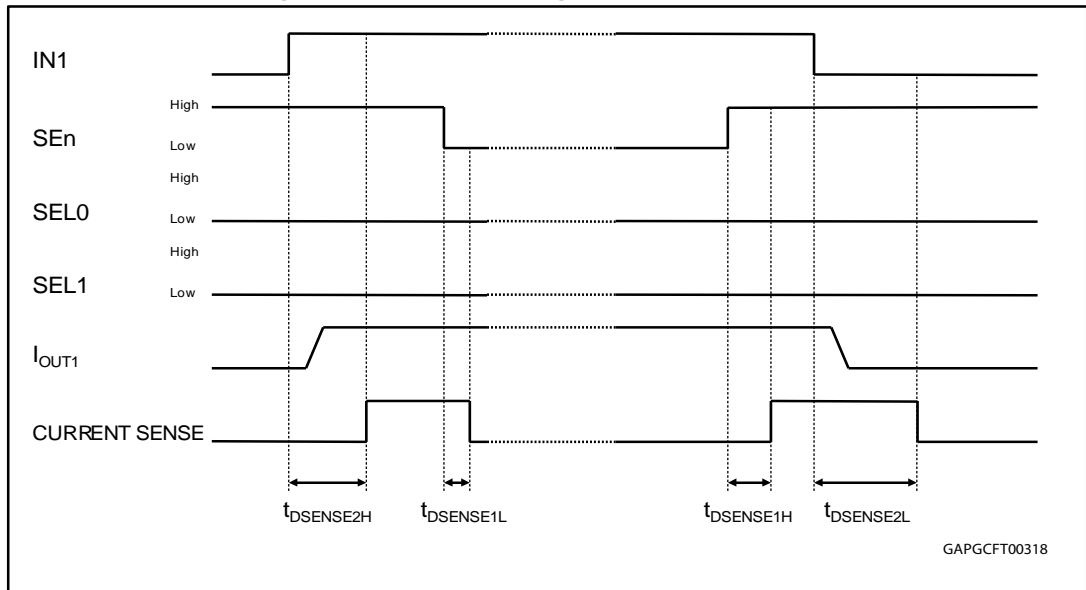 IN1
High
SEn
Low
High
SEL0
Low
High
SEL1
Low
IOUT1
CURRENT SENSE
tDSENSE2H
tDSENSE1L
tDSENSE1H
tDSENSE2L
GAPGCFT00318